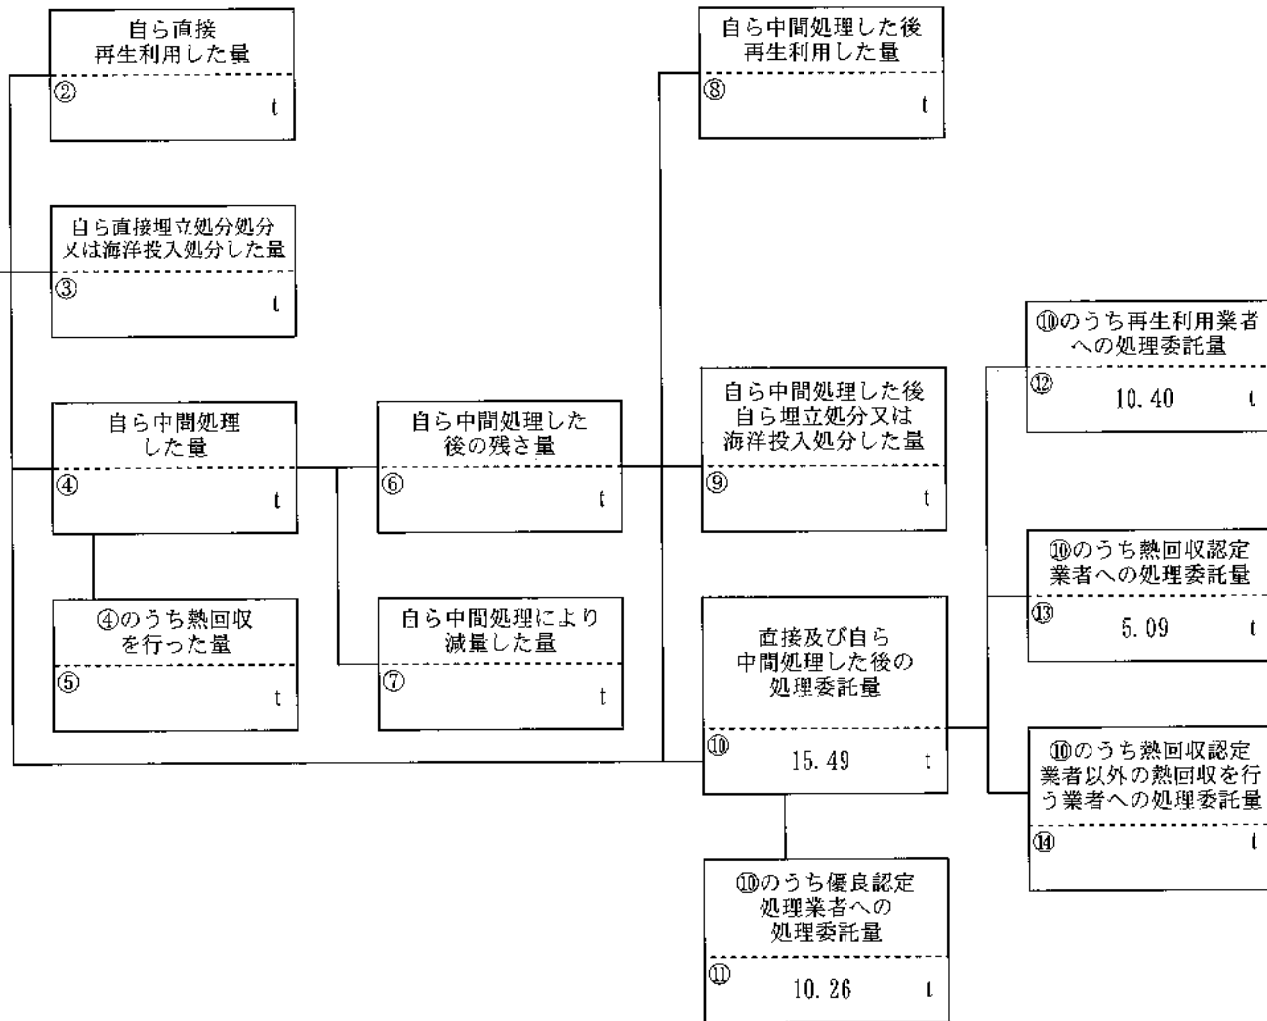 自ら直接
再生利用した量
②
t
自ら中間処理した後
再生利用した量
⑧
t
自ら直接埋立処分処分
又は海洋投入処分した量
③
t
⑩のうち再生利用業者
への処理委託量
⑫
10.40 t
自ら中間処理
した量
④
t
自ら中間処理した
後の残さ量
⑥
t
自ら中間処理した後
自ら埋立処分又は
海洋投入処分した量
⑨
t
⑩のうち熱回収認定
業者への処理委託量
⑬
5.09 t
④のうち熱回収
を行った量
⑤
t
自ら中間処理により
減量した量
⑦
t
直接及び自ら
中間処理した後の
処理委託量
⑩
15.49 t
⑩のうち熱回収認定
業者以外の熱回収を行
う業者への処理委託量
⑭
t
⑩のうち優良認定
処理業者への
処理委託量
⑪
10.26 t